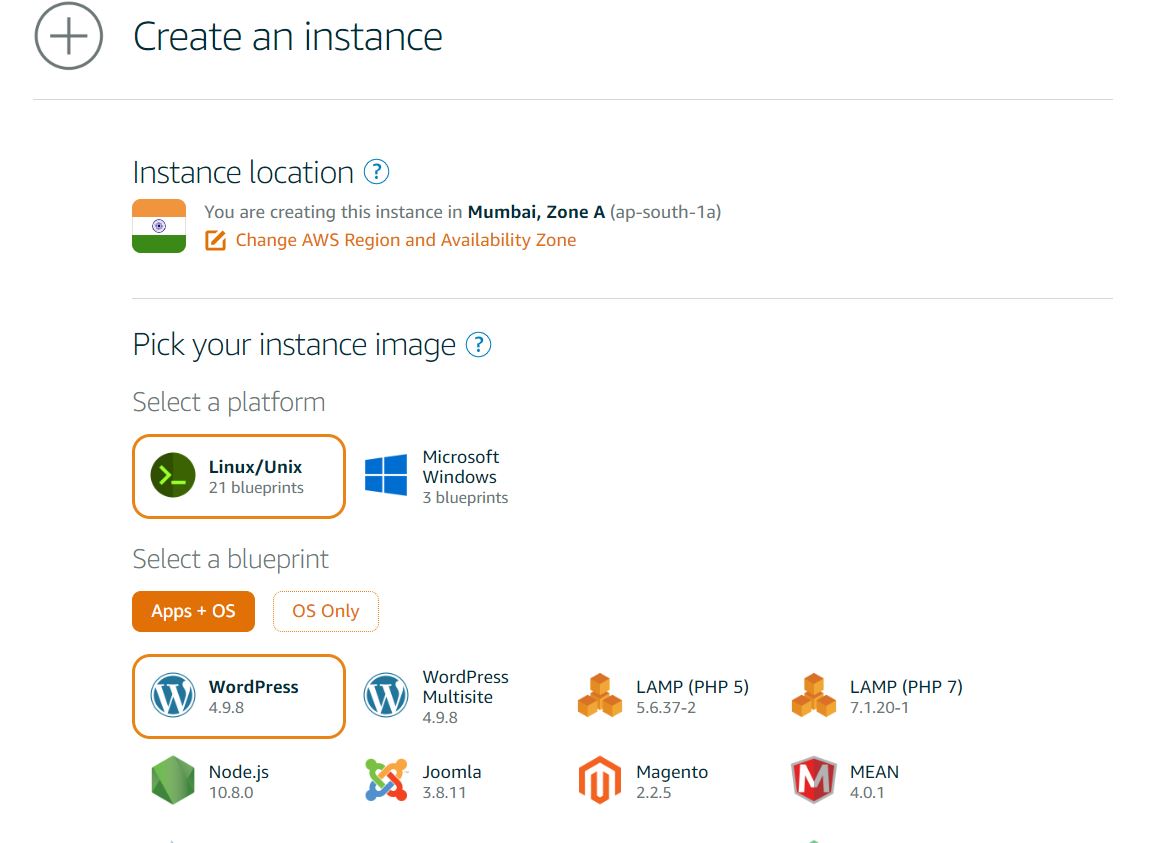 Create an instance
Instance location ?
You are creating this instance in Mumbai, Zone A (ap-south-1a)
Change AWS Region and Availability Zone
Pick your instance image ?
Select a platform
Linux/Unix
21 blueprints
Microsoft
Windows
3 blueprints
Select a blueprint
Apps + OS
OS Only
WordPress
4.9.8
WordPress
Multisite
4.9.8
LAMP (PHP 5)
5.6.37-2
LAMP (PHP 7)
7.1.20-1
Node.js
10.8.0
Joomla
3.8.11
Magento
2.2.5
MEAN
4.0.1